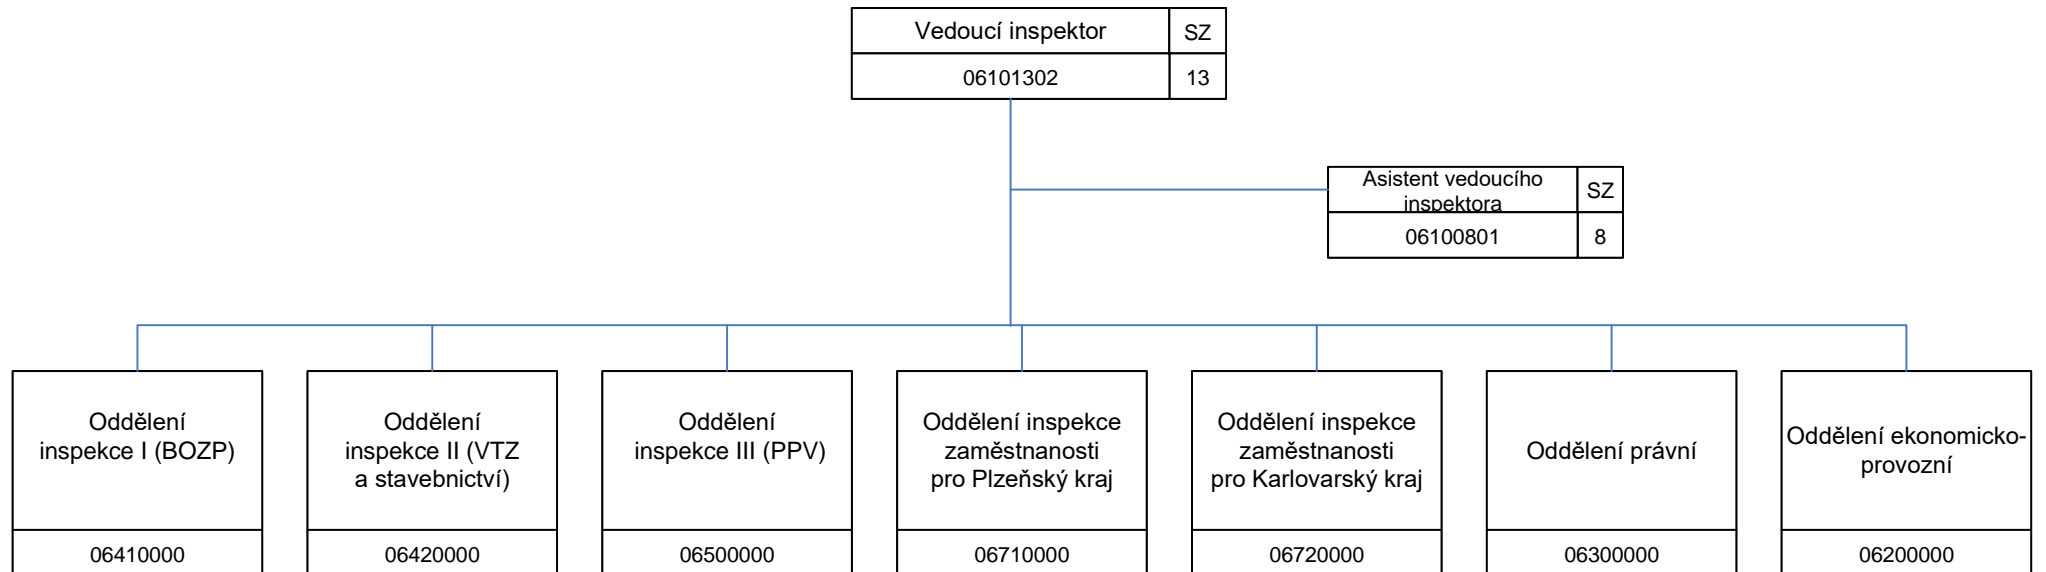 Vedoucí inspektor
SZ
06101302
13
Asistent vedoucího
inspektora
SZ
06100801
8
Oddělení
inspekce I (BOZP)
06410000
Oddělení
inspekce II (VTZ
a stavebnictví)
06420000
Oddělení
inspekce III (PPV)
06500000
Oddělení inspekce
zaměstnanosti
pro Plzeňský kraj
06710000
Oddělení inspekce
zaměstnanosti
pro Karlovarský kraj
06720000
Oddělení právní
06300000
Oddělení ekonomicko-
provozní
06200000